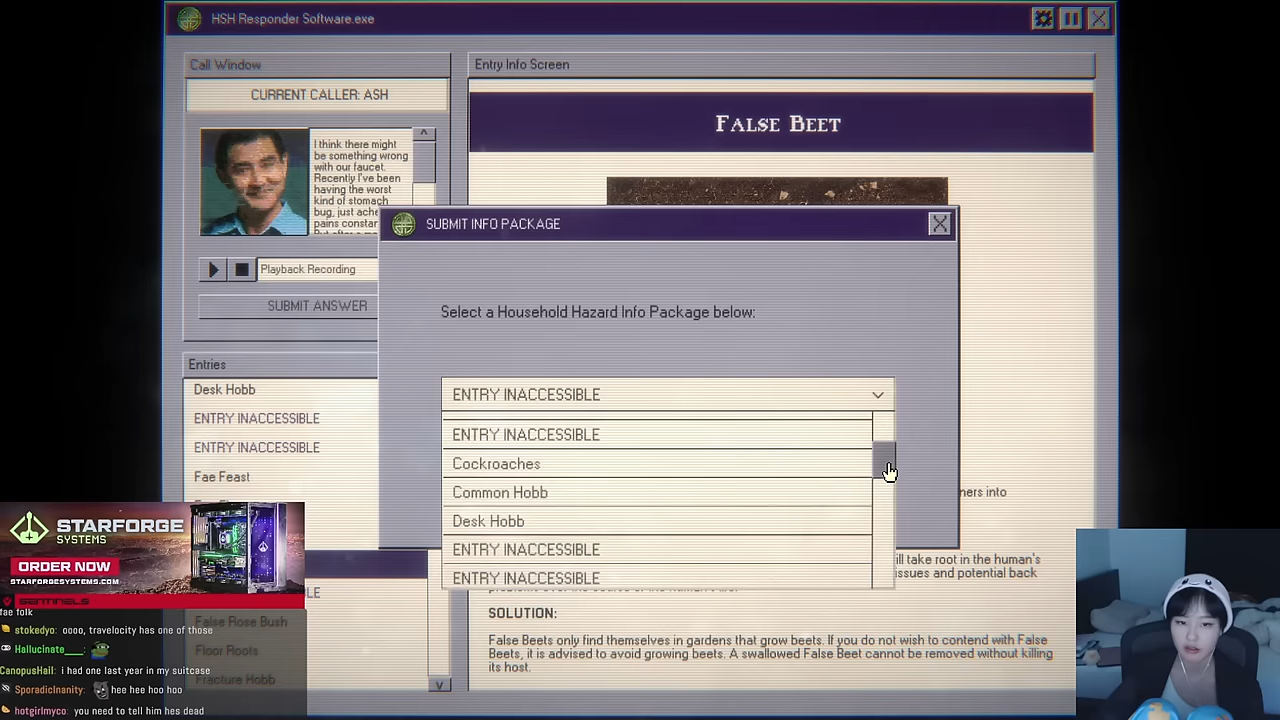 HSH Responder Software.exe
Call Window
CURRENT CALLER: ASH
I think there might
be something wrong
with our faucet.
Recently I've been
having the worst
kind of stomach
bug, just ache
pains constan
Playback Recording
SUBMIT ANSWER
Entries
Desk Hobb
ENTRY INACCESSIBLE
ENTRY INACCESSIBLE
Fae Feast
False Rose Bush
Floor Roots
Fracture Hobb
Entry Info Screen
FALSE BEET
SUBMIT INFO PACKAGE
Select a Household Hazard Info Package below:
ENTRY INACCESSIBLE
ENTRY INACCESSIBLE
Cockroaches
Common Hobb
Desk Hobb
ENTRY INACCESSIBLE
ENTRY INACCESSIBLE
ners into
ill take root in the human's
issues and potential back
SOLUTION:
False Beets only find themselves in gardens that grow beets. If you do not wish to contend with False
Beets, it is advised to avoid growing beets. A swallowed False Beet cannot be removed without killing
its host.
STARFORGE
SYSTEMS
ORDER NOW
STARFORGESYSTEMS.COM
SENTINELS
fae folk
stokedyo: oooo, travelocity has one of those
Hallucinate___:
CanopusHall: i had one last year in my suitcase
SporadicInanity: hee hee hoo hoo
hotgirlmyco: you need to tell him hes dead